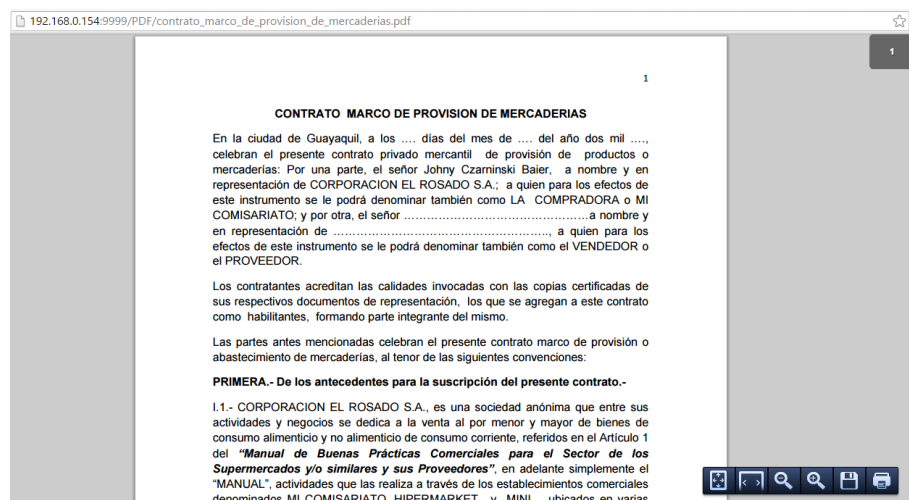 192.168.0.154:9999/PDF/contrato_marco_de_provision_de_mercaderias.pdf
1
1
CONTRATO MARCO DE PROVISION DE MERCADERIAS
En la ciudad de Guayaquil, a los .... días del mes de .... del año dos mil ....,
celebran el presente contrato privado mercantil de provisión de productos o
mercaderías: Por una parte, el señor Johny Czarninski Baier, a nombre y en
representación de CORPORACION EL ROSADO S.A.; a quien para los efectos de
este instrumento se le podrá denominar también como LA COMPRADORA o MI
COMISARIATO; y por otra, el señor ………………………………………….a nombre y
en representación de ……………………………………………….., a quien para los
efectos de este instrumento se le podrá denominar también como el VENDEDOR o
el PROVEEDOR.
Los contratantes acreditan las calidades invocadas con las copias certificadas de
sus respectivos documentos de representación, los que se agregan a este contrato
como habilitantes, formando parte integrante del mismo.
Las partes antes mencionadas celebran el presente contrato marco de provisión o
abastecimiento de mercaderías, al tenor de las siguientes convenciones:
PRIMERA.- De los antecedentes para la suscripción del presente contrato.-
I.1.- CORPORACION EL ROSADO S.A., es una sociedad anónima que entre sus
actividades y negocios se dedica a la venta al por menor y mayor de bienes de
consumo alimenticio y no alimenticio de consumo corriente, referidos en el Artículo 1
del “Manual de Buenas Prácticas Comerciales para el Sector de los
Supermercados y/o similares y sus Proveedores”, en adelante simplemente el
“MANUAL”, actividades que las realiza a través de los establecimientos comerciales
denominados MI COMISARIATO, HIPERMARKET y MINI, ubicados en varias